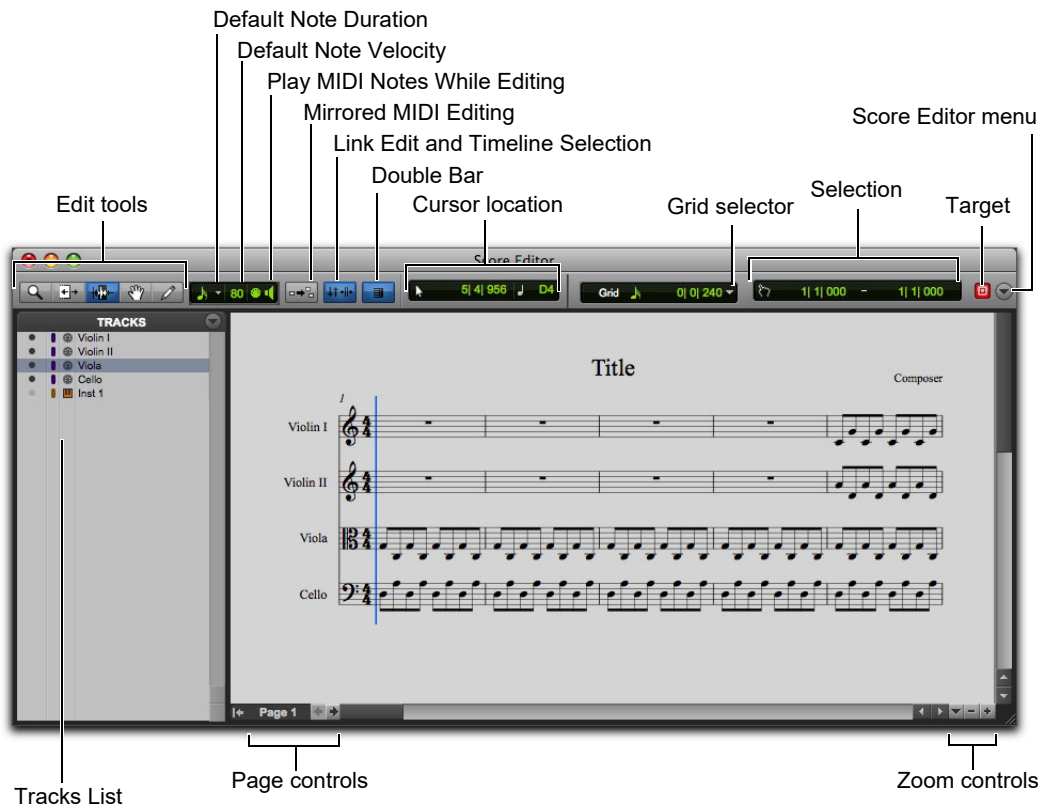 Default Note Duration
Default Note Velocity
Play MIDI Notes While Editing
Mirrored MIDI Editing
Link Edit and Timeline Selection
Double Bar
Score Editor menu
Edit tools
Cursor location
Grid selector
Selection
Target
Score Editor
80
5| 4| 956
D4
Grid
0| 0| 240
1| 1| 000 - 1| 1| 000
TRACKS
Violin I
Violin II
Viola
Cello
Inst 1
Title
Composer
1
Violin I
Violin II
Viola
Cello
Page 1
Page controls
Zoom controls
Tracks List